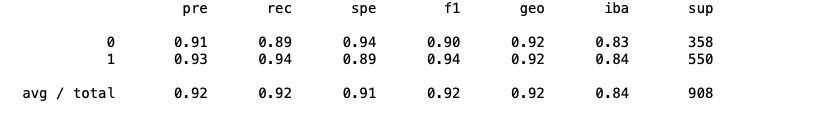 pre rec spe f1 geo iba sup
0 0.91 0.89 0.94 0.90 0.92 0.83 358
1 0.93 0.94 0.89 0.94 0.92 0.84 550
avg / total 0.92 0.92 0.91 0.92 0.92 0.84 908